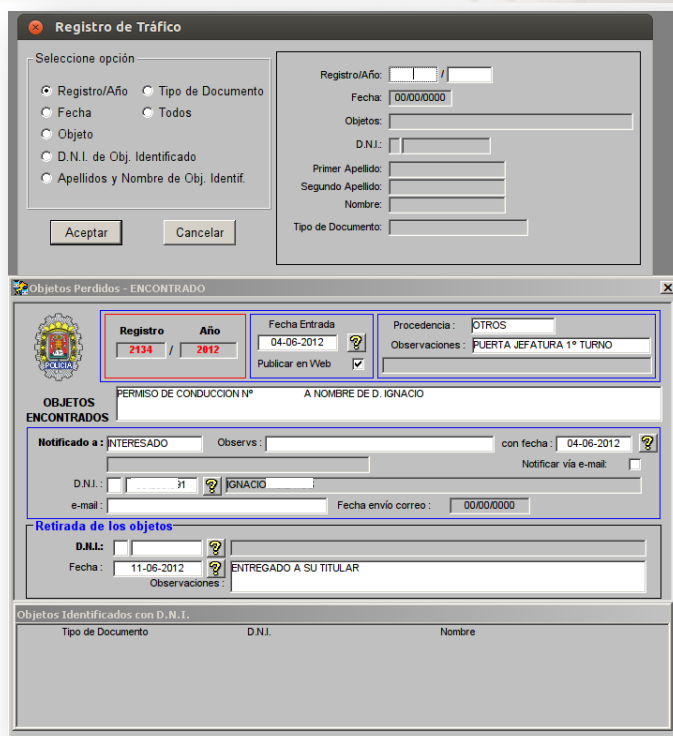 Registro de Tráfico
Seleccione opción
Registro/Año Tipo de Documento
Fecha Todos
Objeto
D.N.I. de Obj. Identificado
Apellidos y Nombre de Obj. Identif.
Aceptar Cancelar
Registro/Año: /
Fecha: 00/00/0000
Objetos:
D.N.I.:
Primer Apellido:
Segundo Apellido:
Nombre:
Tipo de Documento:
Objetos Perdidos - ENCONTRADO
POLICIA
Registro Año
2134 / 2012
Fecha Entrada
04-06-2012
Publicar en Web
Procedencia : OTROS
Observaciones : PUERTA JEFATURA 1º TURNO
OBJETOS
ENCONTRADOS
PERMISO DE CONDUCCION Nº A NOMBRE DE D. IGNACIO
Notificado a : INTERESADO Observs : con fecha : 04-06-2012
Notificar vía e-mail:
D.N.I. : 91 IGNACIO
e-mail : Fecha envío correo : 00/00/0000
Retirada de los objetos
D.N.I.:
Fecha : 11-06-2012 ENTREGADO A SU TITULAR
Observaciones :
Objetos Identificados con D.N.I.
Tipo de Documento D.N.I. Nombre